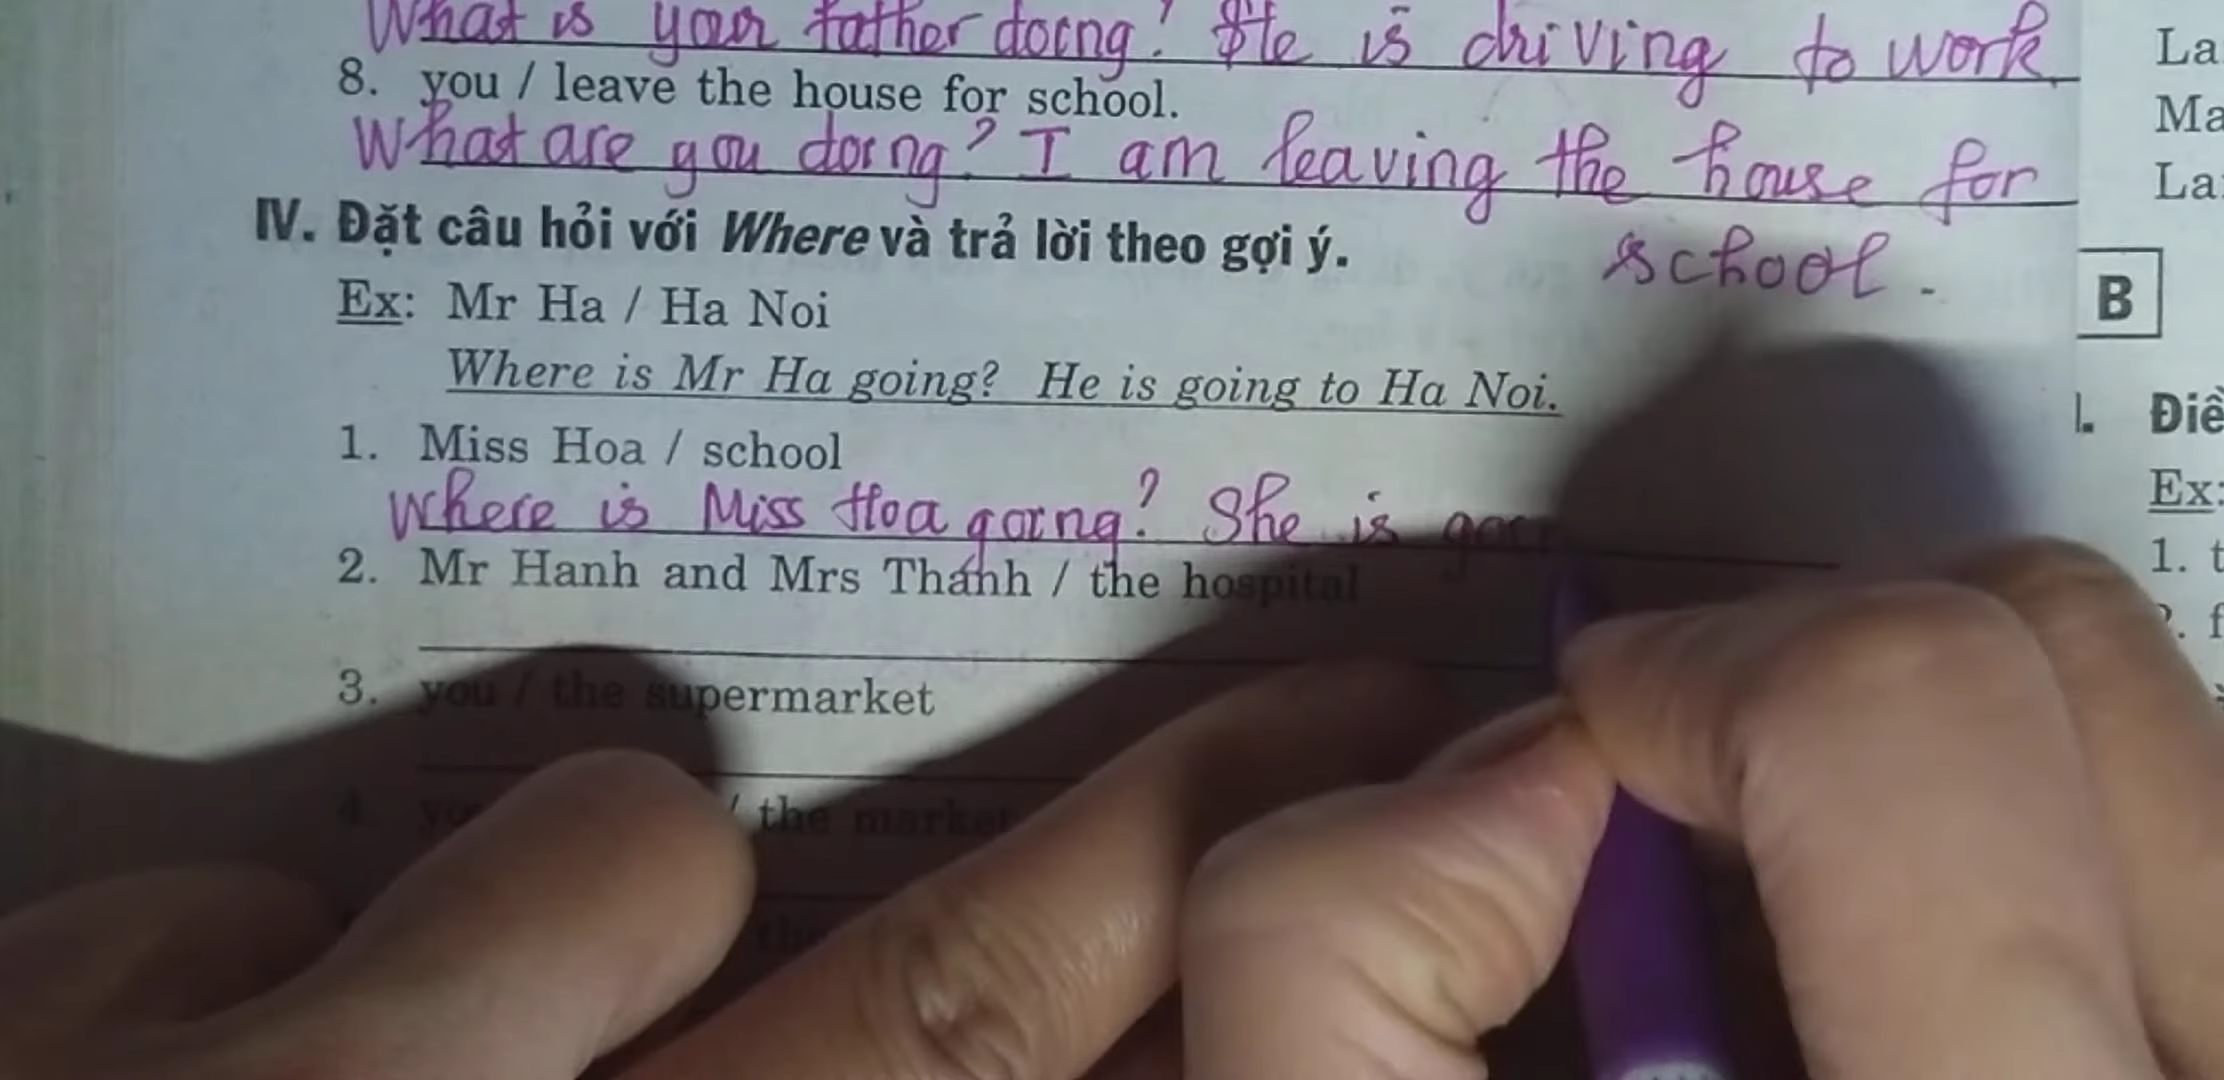 What is your father doing? He is driving to work.
8. you / leave the house for school.
What are you doing? I am leaving the house for
school.
IV. Đặt câu hỏi với Where và trả lời theo gợi ý.
Ex: Mr Ha / Ha Noi
Where is Mr Ha going? He is going to Ha Noi.
1. Miss Hoa / school
Where is Miss Hoa going? She is
2. Mr Hanh and Mrs Thanh / the hospital
3. you / the supermarket
4. / the market
the
La
Ma
La
B
I. Điề
Ex:
1. t